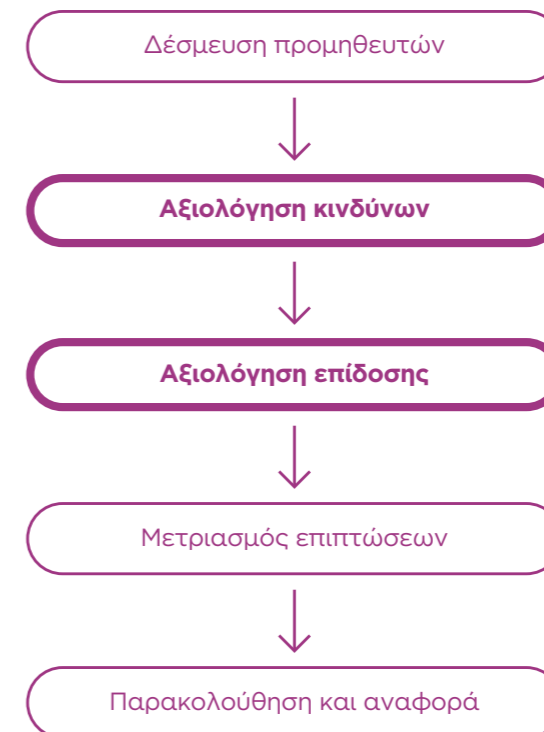 Δέσμευση προμηθευτών
Αξιολόγηση κινδύνων
Αξιολόγηση επίδοσης
Μετριασμός επιπτώσεων
Παρακολούθηση και αναφορά